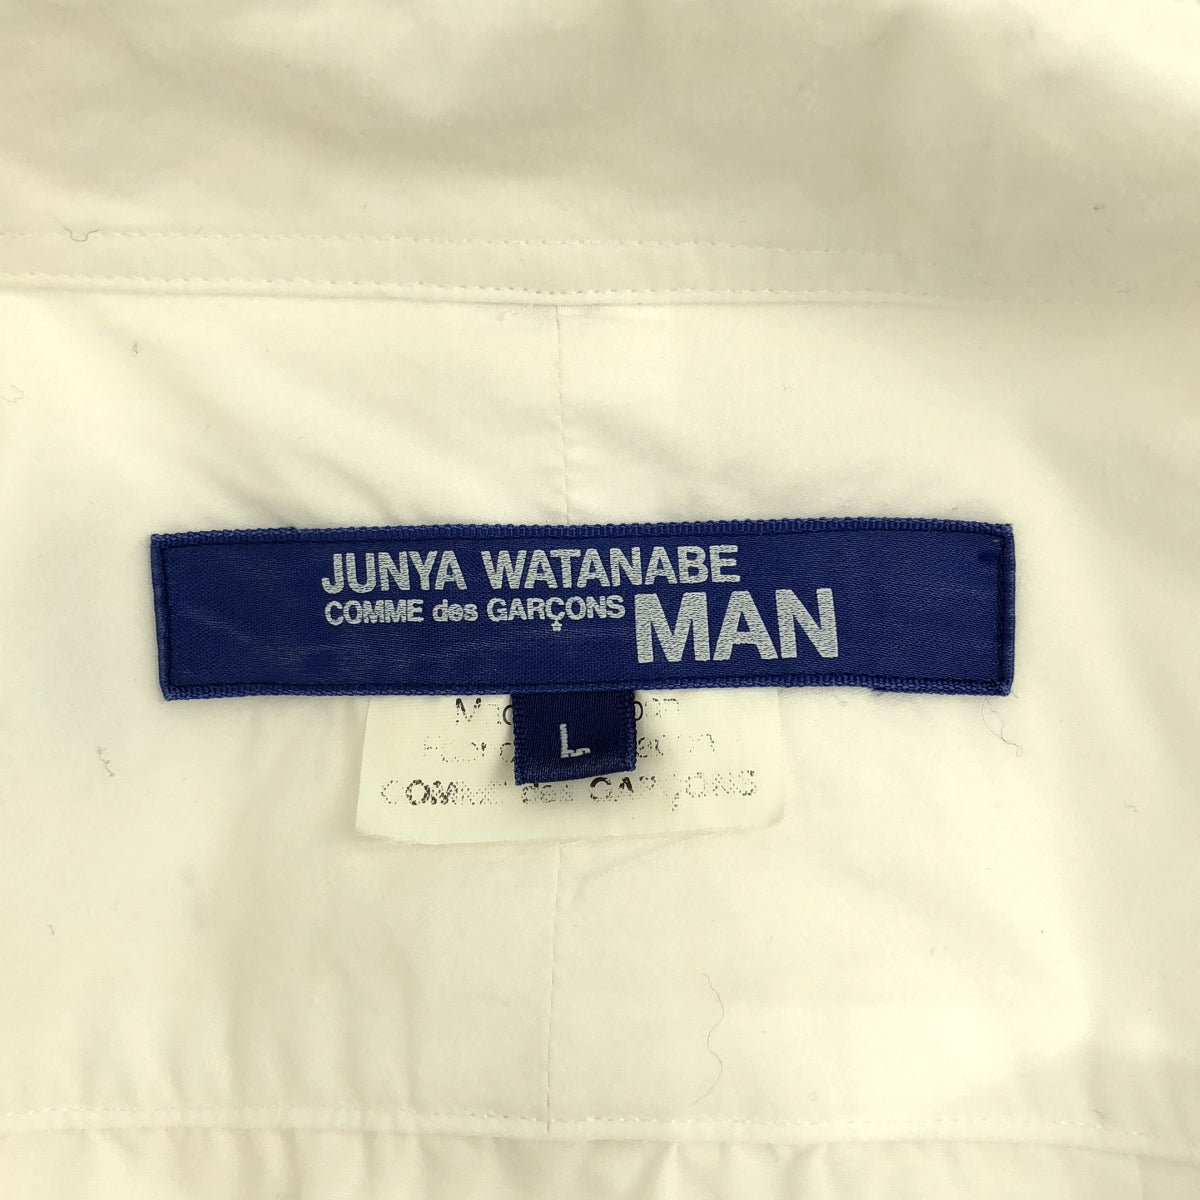 JUNYA WATANABE
COMME des GARÇONS MAN
L
COMME des GARÇONS